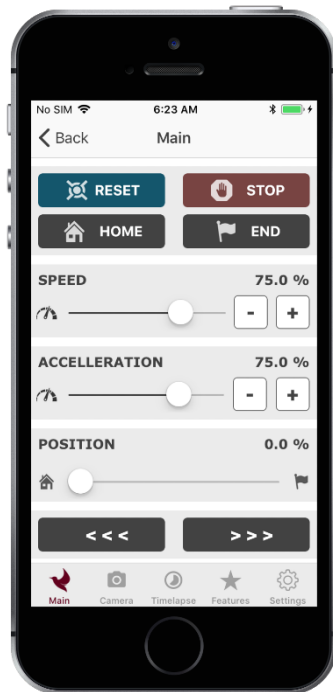 No SIM 6:23 AM
Back Main
RESET STOP
HOME END
SPEED 75.0 %
- +
ACCELLERATION 75.0 %
- +
POSITION 0.0 %
< < < > > >
Main Camera Timelapse Features Settings